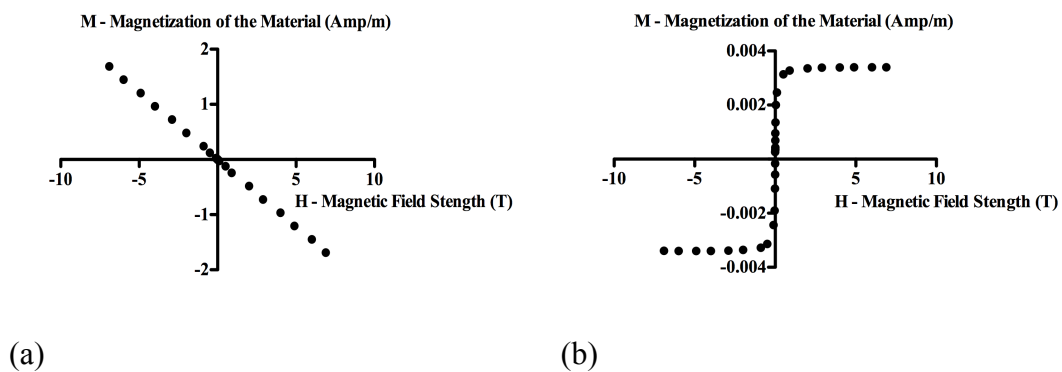 M - Magnetization of the Material (Amp/m)
2
1
-10 -5 5 10
H - Magnetic Field Stength (T)
-1
-2
(a)
M - Magnetization of the Material (Amp/m)
0.004
0.002
-10 -5 5 10
H - Magnetic Field Stength (T)
-0.002
-0.004
(b)